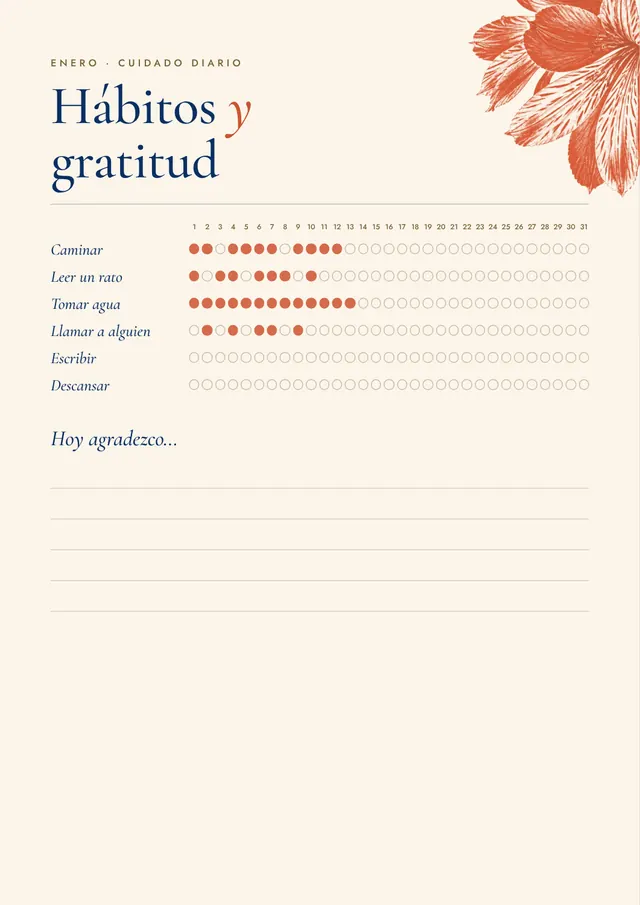 ENERO · CUIDADO DIARIO
Hábitos y
gratitud
1 2 3 4 5 6 7 8 9 10 11 12 13 14 15 16 17 18 19 20 21 22 23 24 25 26 27 28 29 30 31
Caminar
Leer un rato
Tomar agua
Llamar a alguien
Escribir
Descansar
Hoy agradezco...